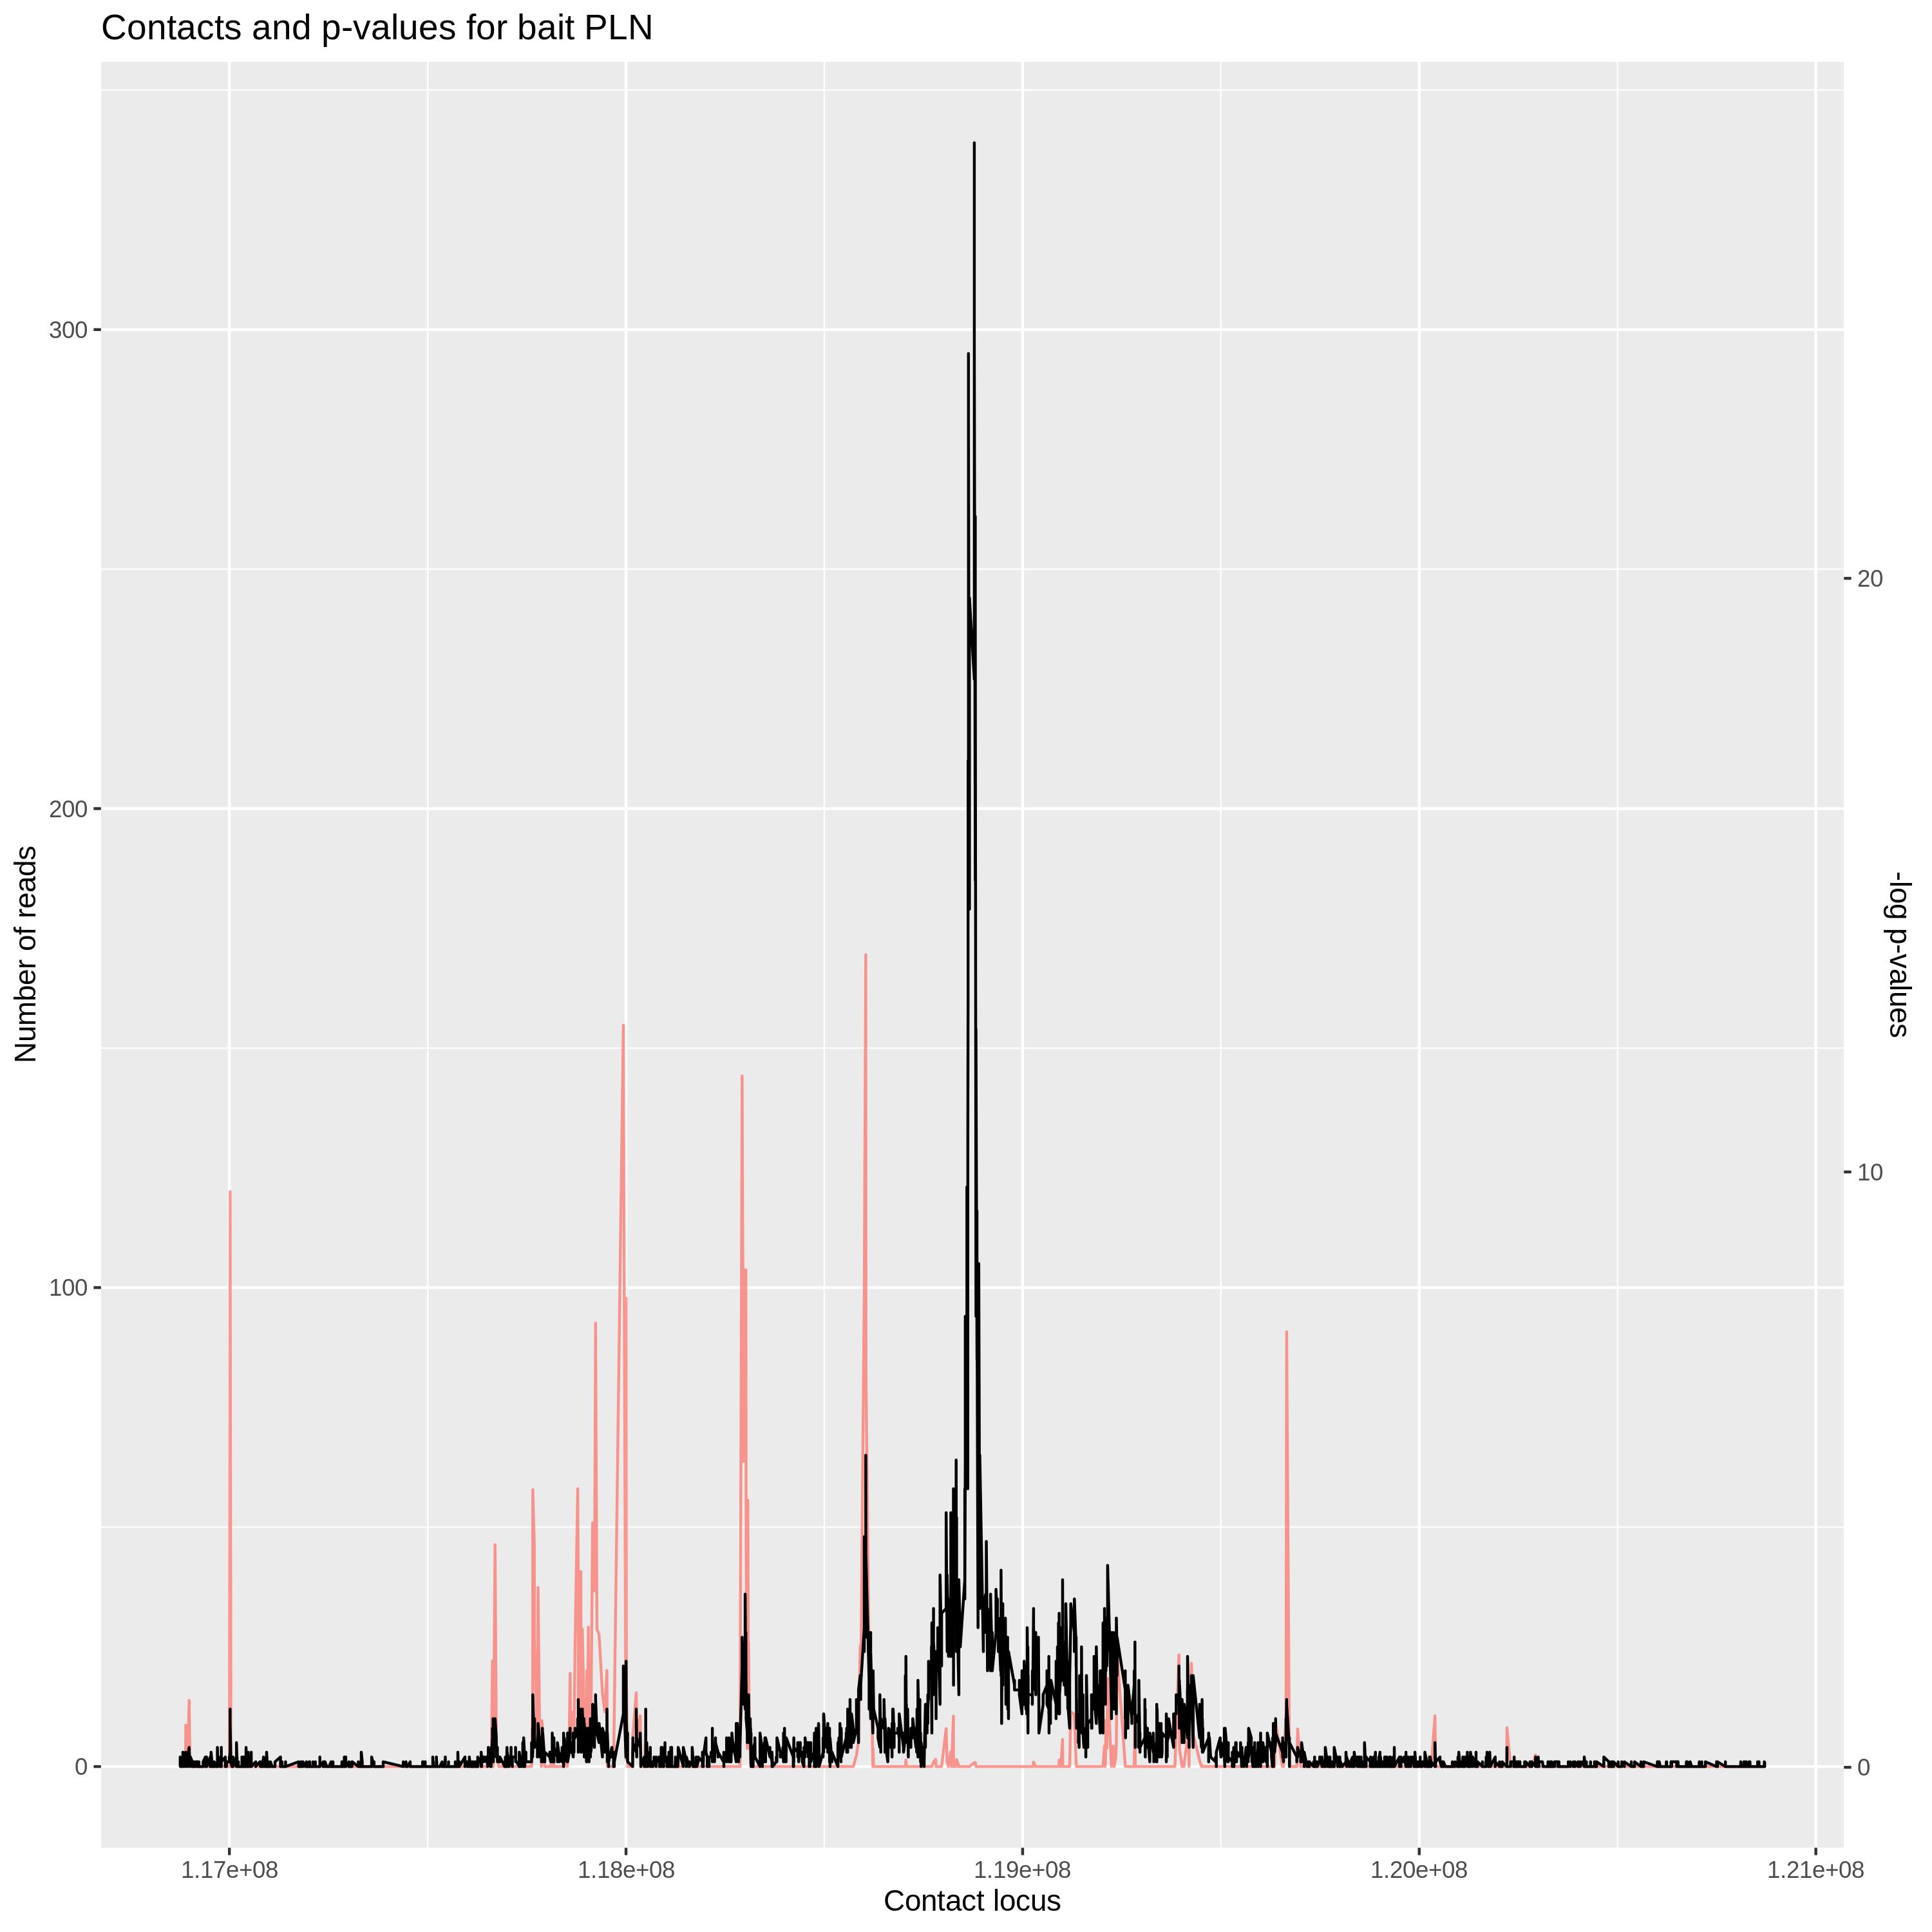 Contacts and p-values for bait PLN
300
200
100
0
20
10
0
Number of reads
-log p-values
1.17e+08
1.18e+08
1.19e+08
1.20e+08
1.21e+08
Contact locus